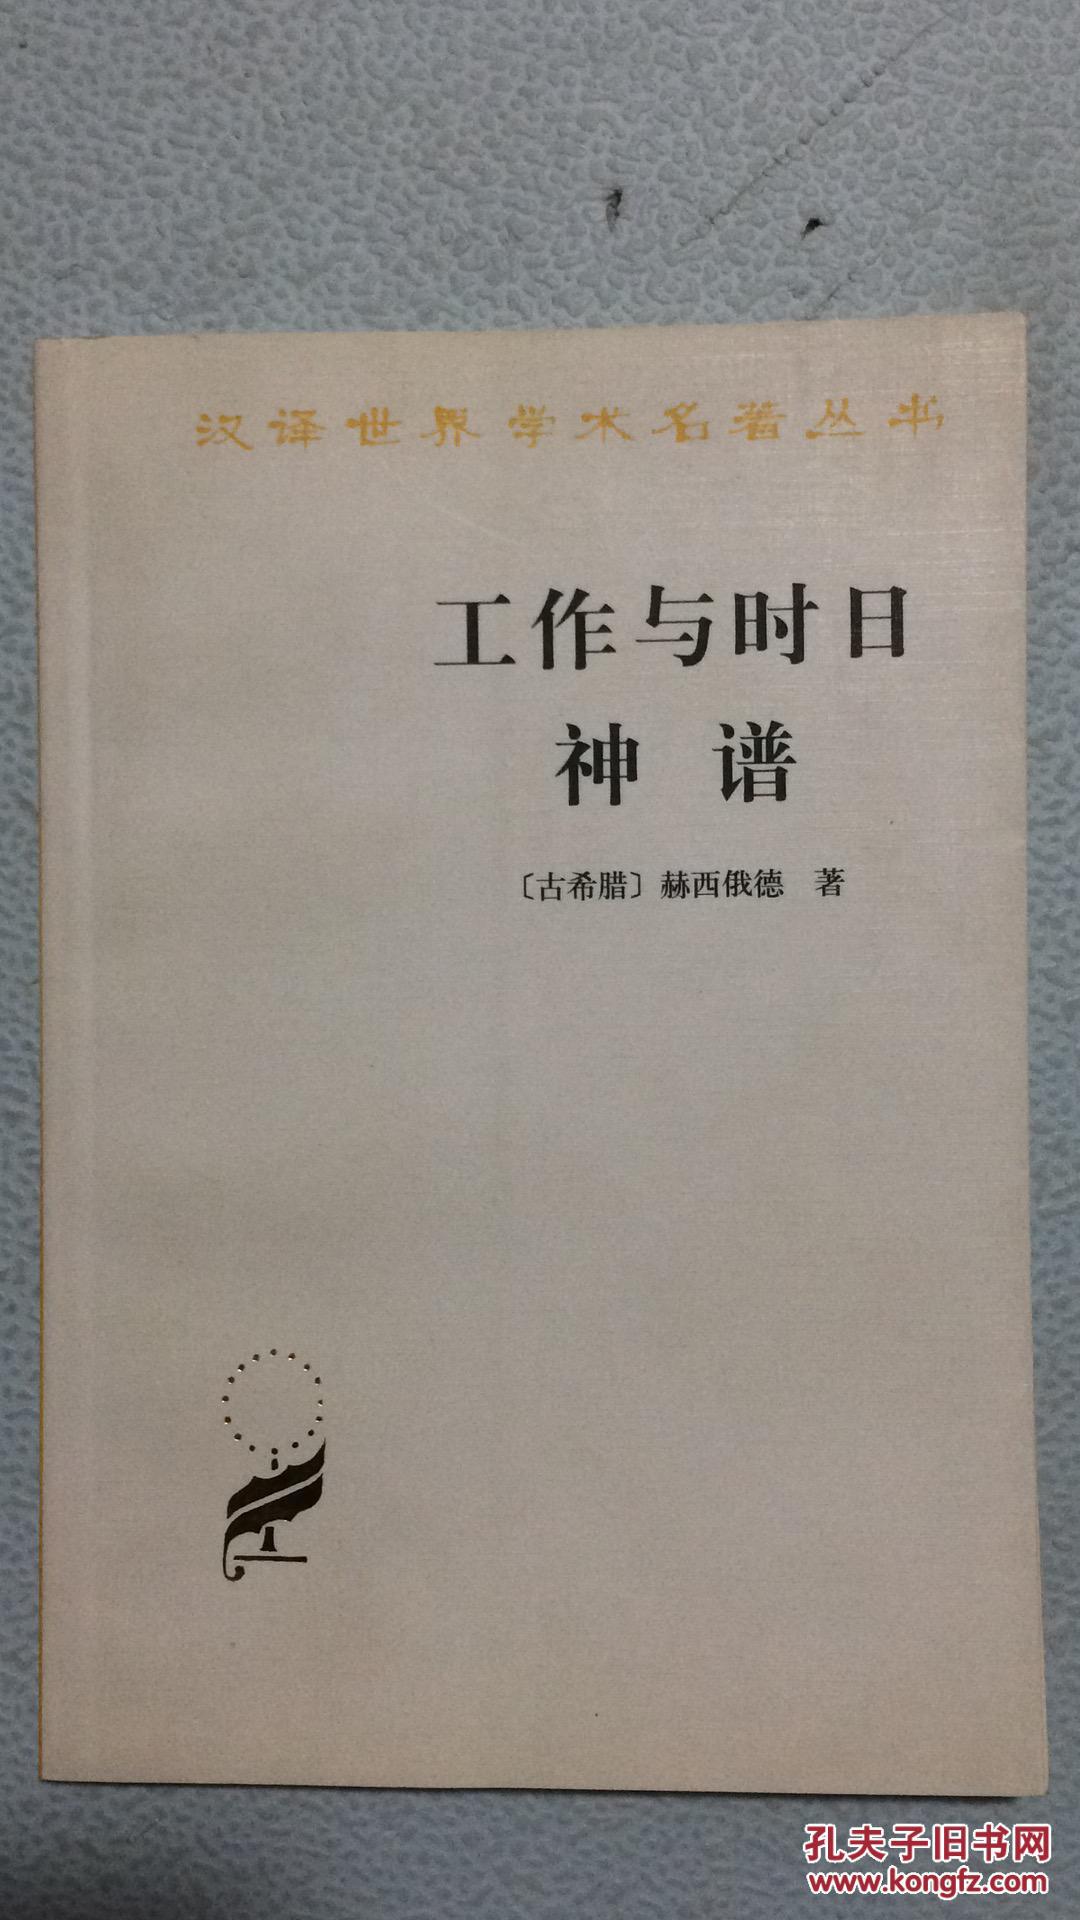 汉译世界学术名著丛书
工作与时日
神 谱
〔古希腊〕赫西俄德 著
孔夫子旧书网
www.kongfz.com